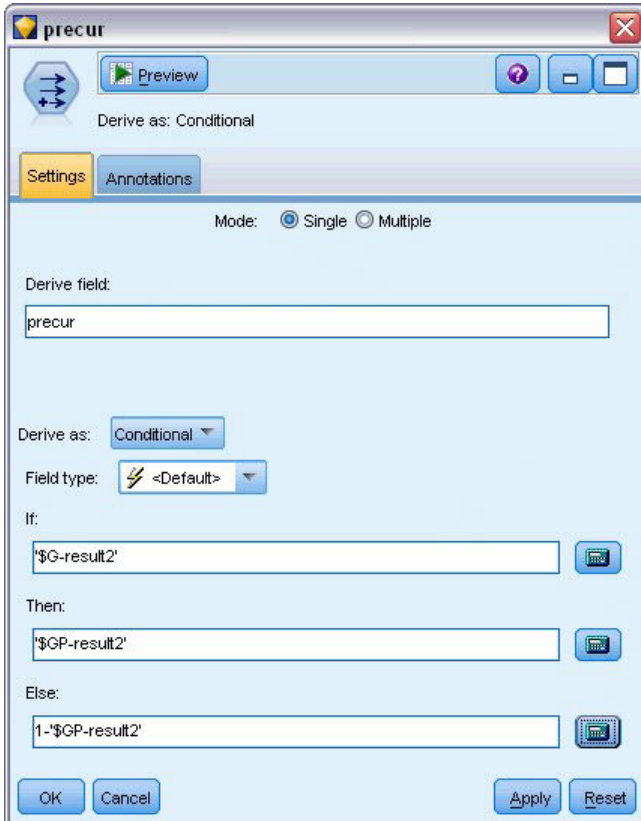 precur
Preview
Derive as: Conditional
Settings Annotations
Mode: Single Multiple
Derive field:
precur
Derive as: Conditional
Field type: <Default>
If:
'$G-result2'
Then:
'$GP-result2'
Else:
1-'$GP-result2'
OK Cancel Apply Reset